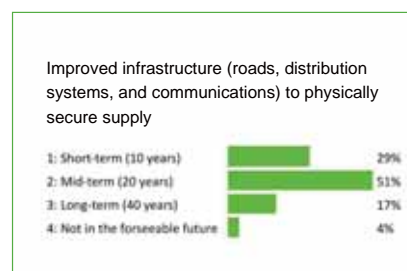 Improved infrastructure (roads, distribution
systems, and communications) to physically
secure supply
1: Short-term (10 years) 29%
2: Mid-term (20 years) 51%
3: Long-term (40 years) 17%
4: Not in the forseeable future 4%